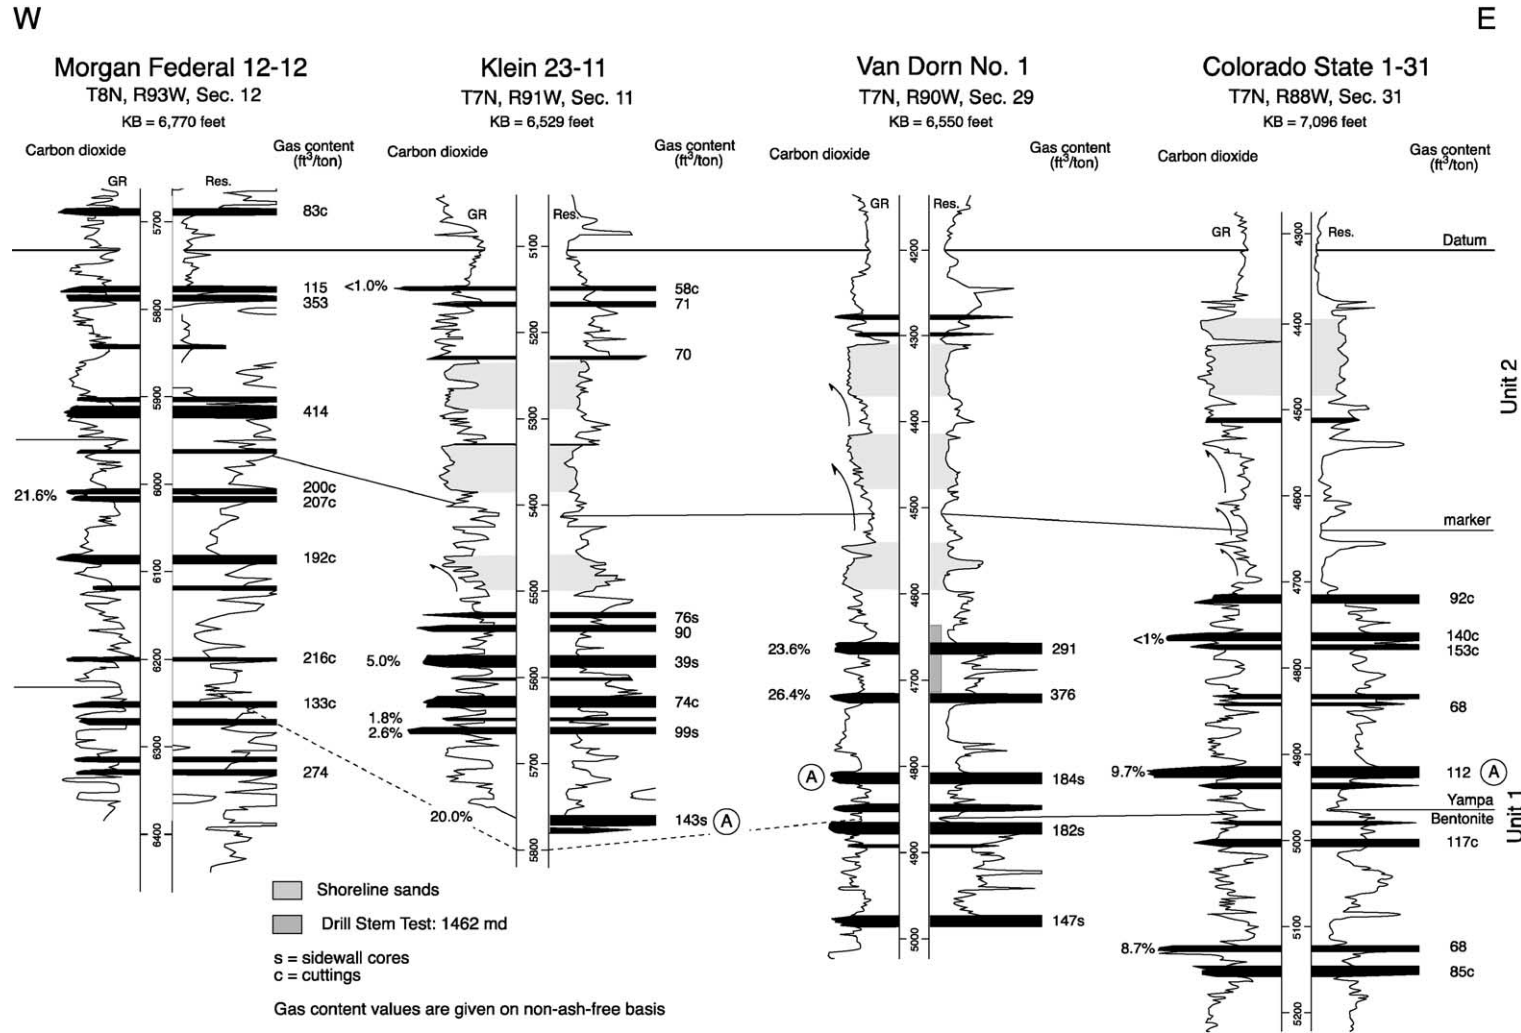 W
E
Morgan Federal 12-12
T8N, R93W, Sec. 12
KB = 6,770 feet
Carbon dioxide
Gas content
(ft³/ton)
GR
Res.
5700
5800
5900
6000
6100
6200
6300
6400
83c
115
353
414
200c
21.6%
207c
192c
216c
133c
274
Klein 23-11
T7N, R91W, Sec. 11
KB = 6,529 feet
Carbon dioxide
Gas content
(ft³/ton)
GR
Res.
5100
5200
5300
5400
5500
5600
5700
5800
<1.0%
58c
71
70
76s
90
5.0%
39s
74c
1.8%
2.6%
99s
20.0%
143s
A
Van Dorn No. 1
T7N, R90W, Sec. 29
KB = 6,550 feet
Carbon dioxide
Gas content
(ft³/ton)
GR
Res.
4200
4300
4400
4500
4600
4700
4800
4900
5000
23.6%
291
26.4%
376
A
184s
182s
147s
Colorado State 1-31
T7N, R88W, Sec. 31
KB = 7,096 feet
Carbon dioxide
Gas content
(ft³/ton)
GR
Res.
4300
4400
4500
4600
4700
4800
4900
5000
5100
5200
Datum
marker
92c
<1%
140c
153c
68
9.7%
112
A
Yampa
Bentonite
117c
8.7%
68
85c
Unit 2
Unit 1
Shoreline sands
Drill Stem Test: 1462 md
s = sidewall cores
c = cuttings
Gas content values are given on non-ash-free basis